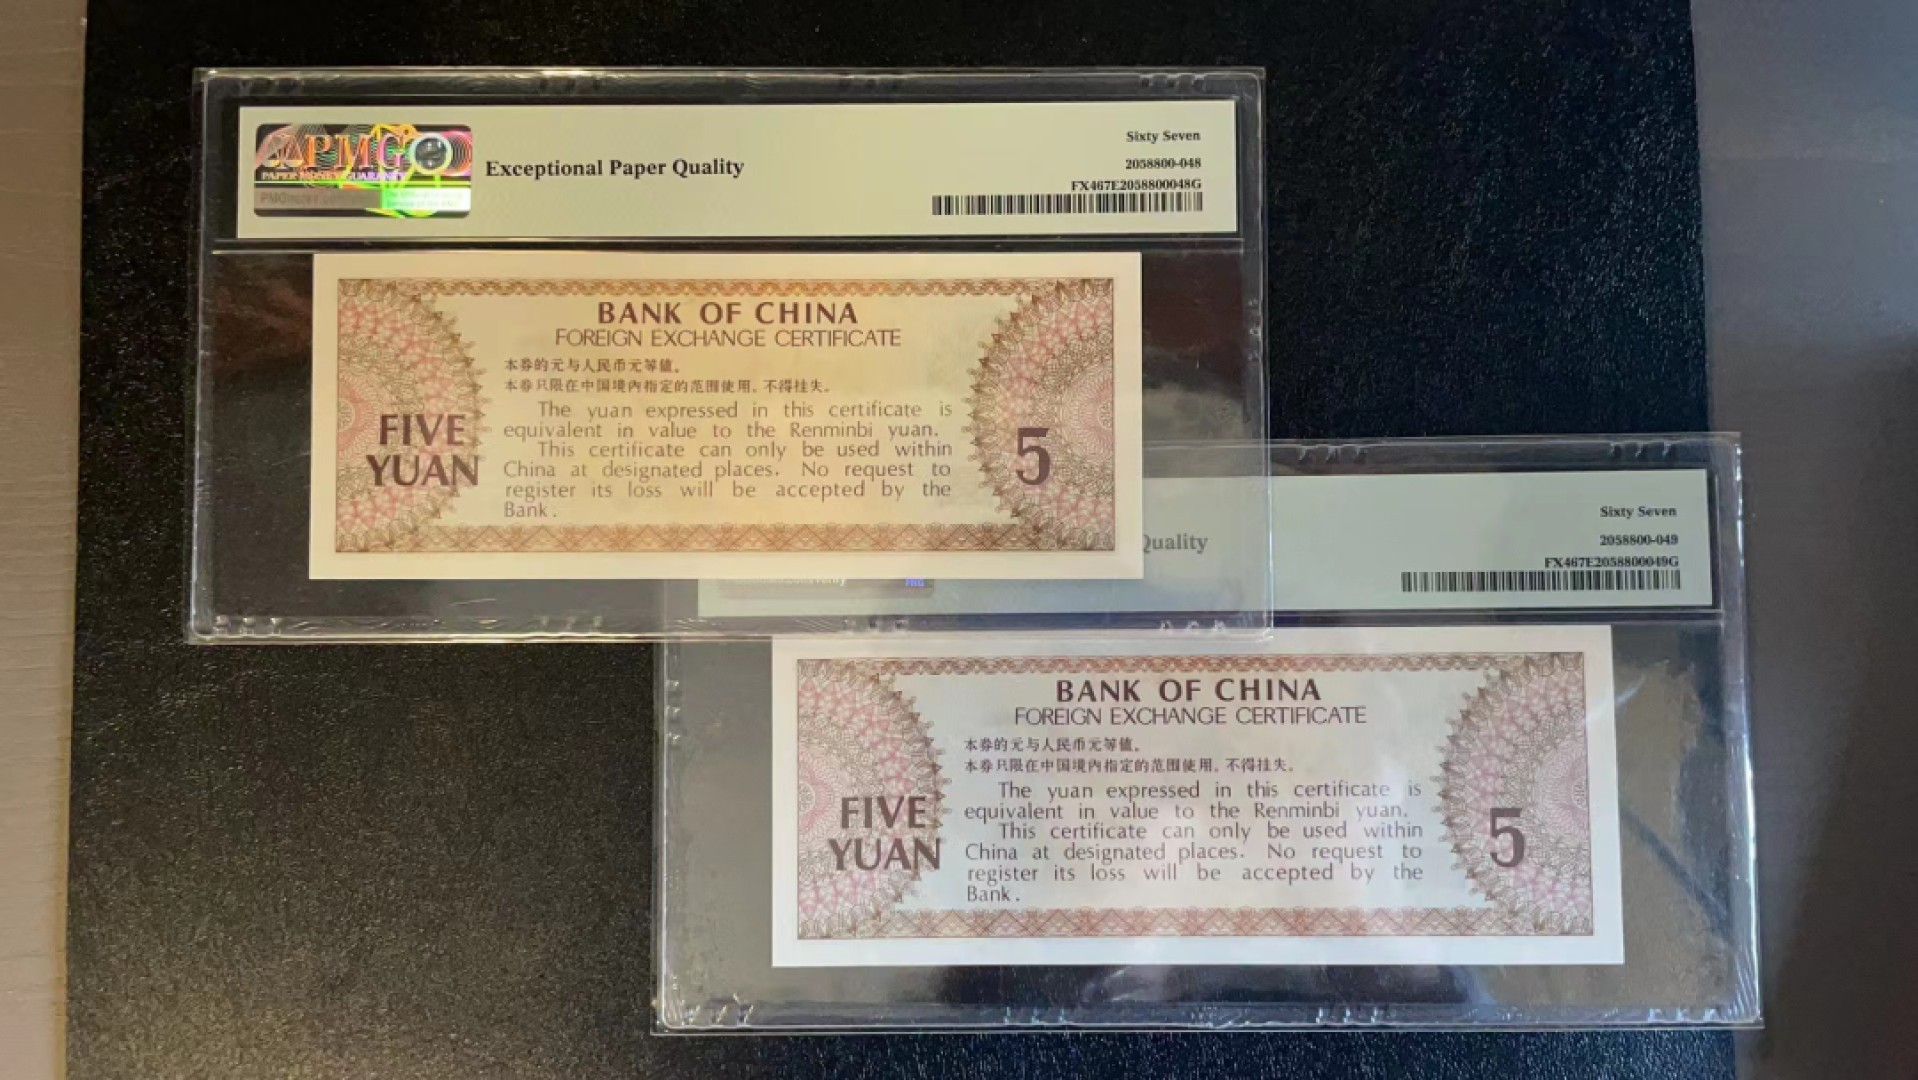 PMG
PAPER MONEY GUARANTY
Exceptional Paper Quality
Sixty Seven
2058800-048
FX467E2058800048G
BANK OF CHINA
FOREIGN EXCHANGE CERTIFICATE
本券的元与人民币元等值。
本券只限在中国境内指定的范围使用，不得挂失。
The yuan expressed in this certificate is
equivalent in value to the Renminbi yuan.
This certificate can only be used within
China at designated places. No request to
register its loss will be accepted by the
Bank.
FIVE
YUAN
5
Quality
Sixty Seven
2058800-049
FX467E2058800049G
BANK OF CHINA
FOREIGN EXCHANGE CERTIFICATE
本券的元与人民币元等值。
本券只限在中国境内指定的范围使用，不得挂失。
The yuan expressed in this certificate is
equivalent in value to the Renminbi yuan.
This certificate can only be used within
China at designated places. No request to
register its loss will be accepted by the
Bank.
FIVE
YUAN
5